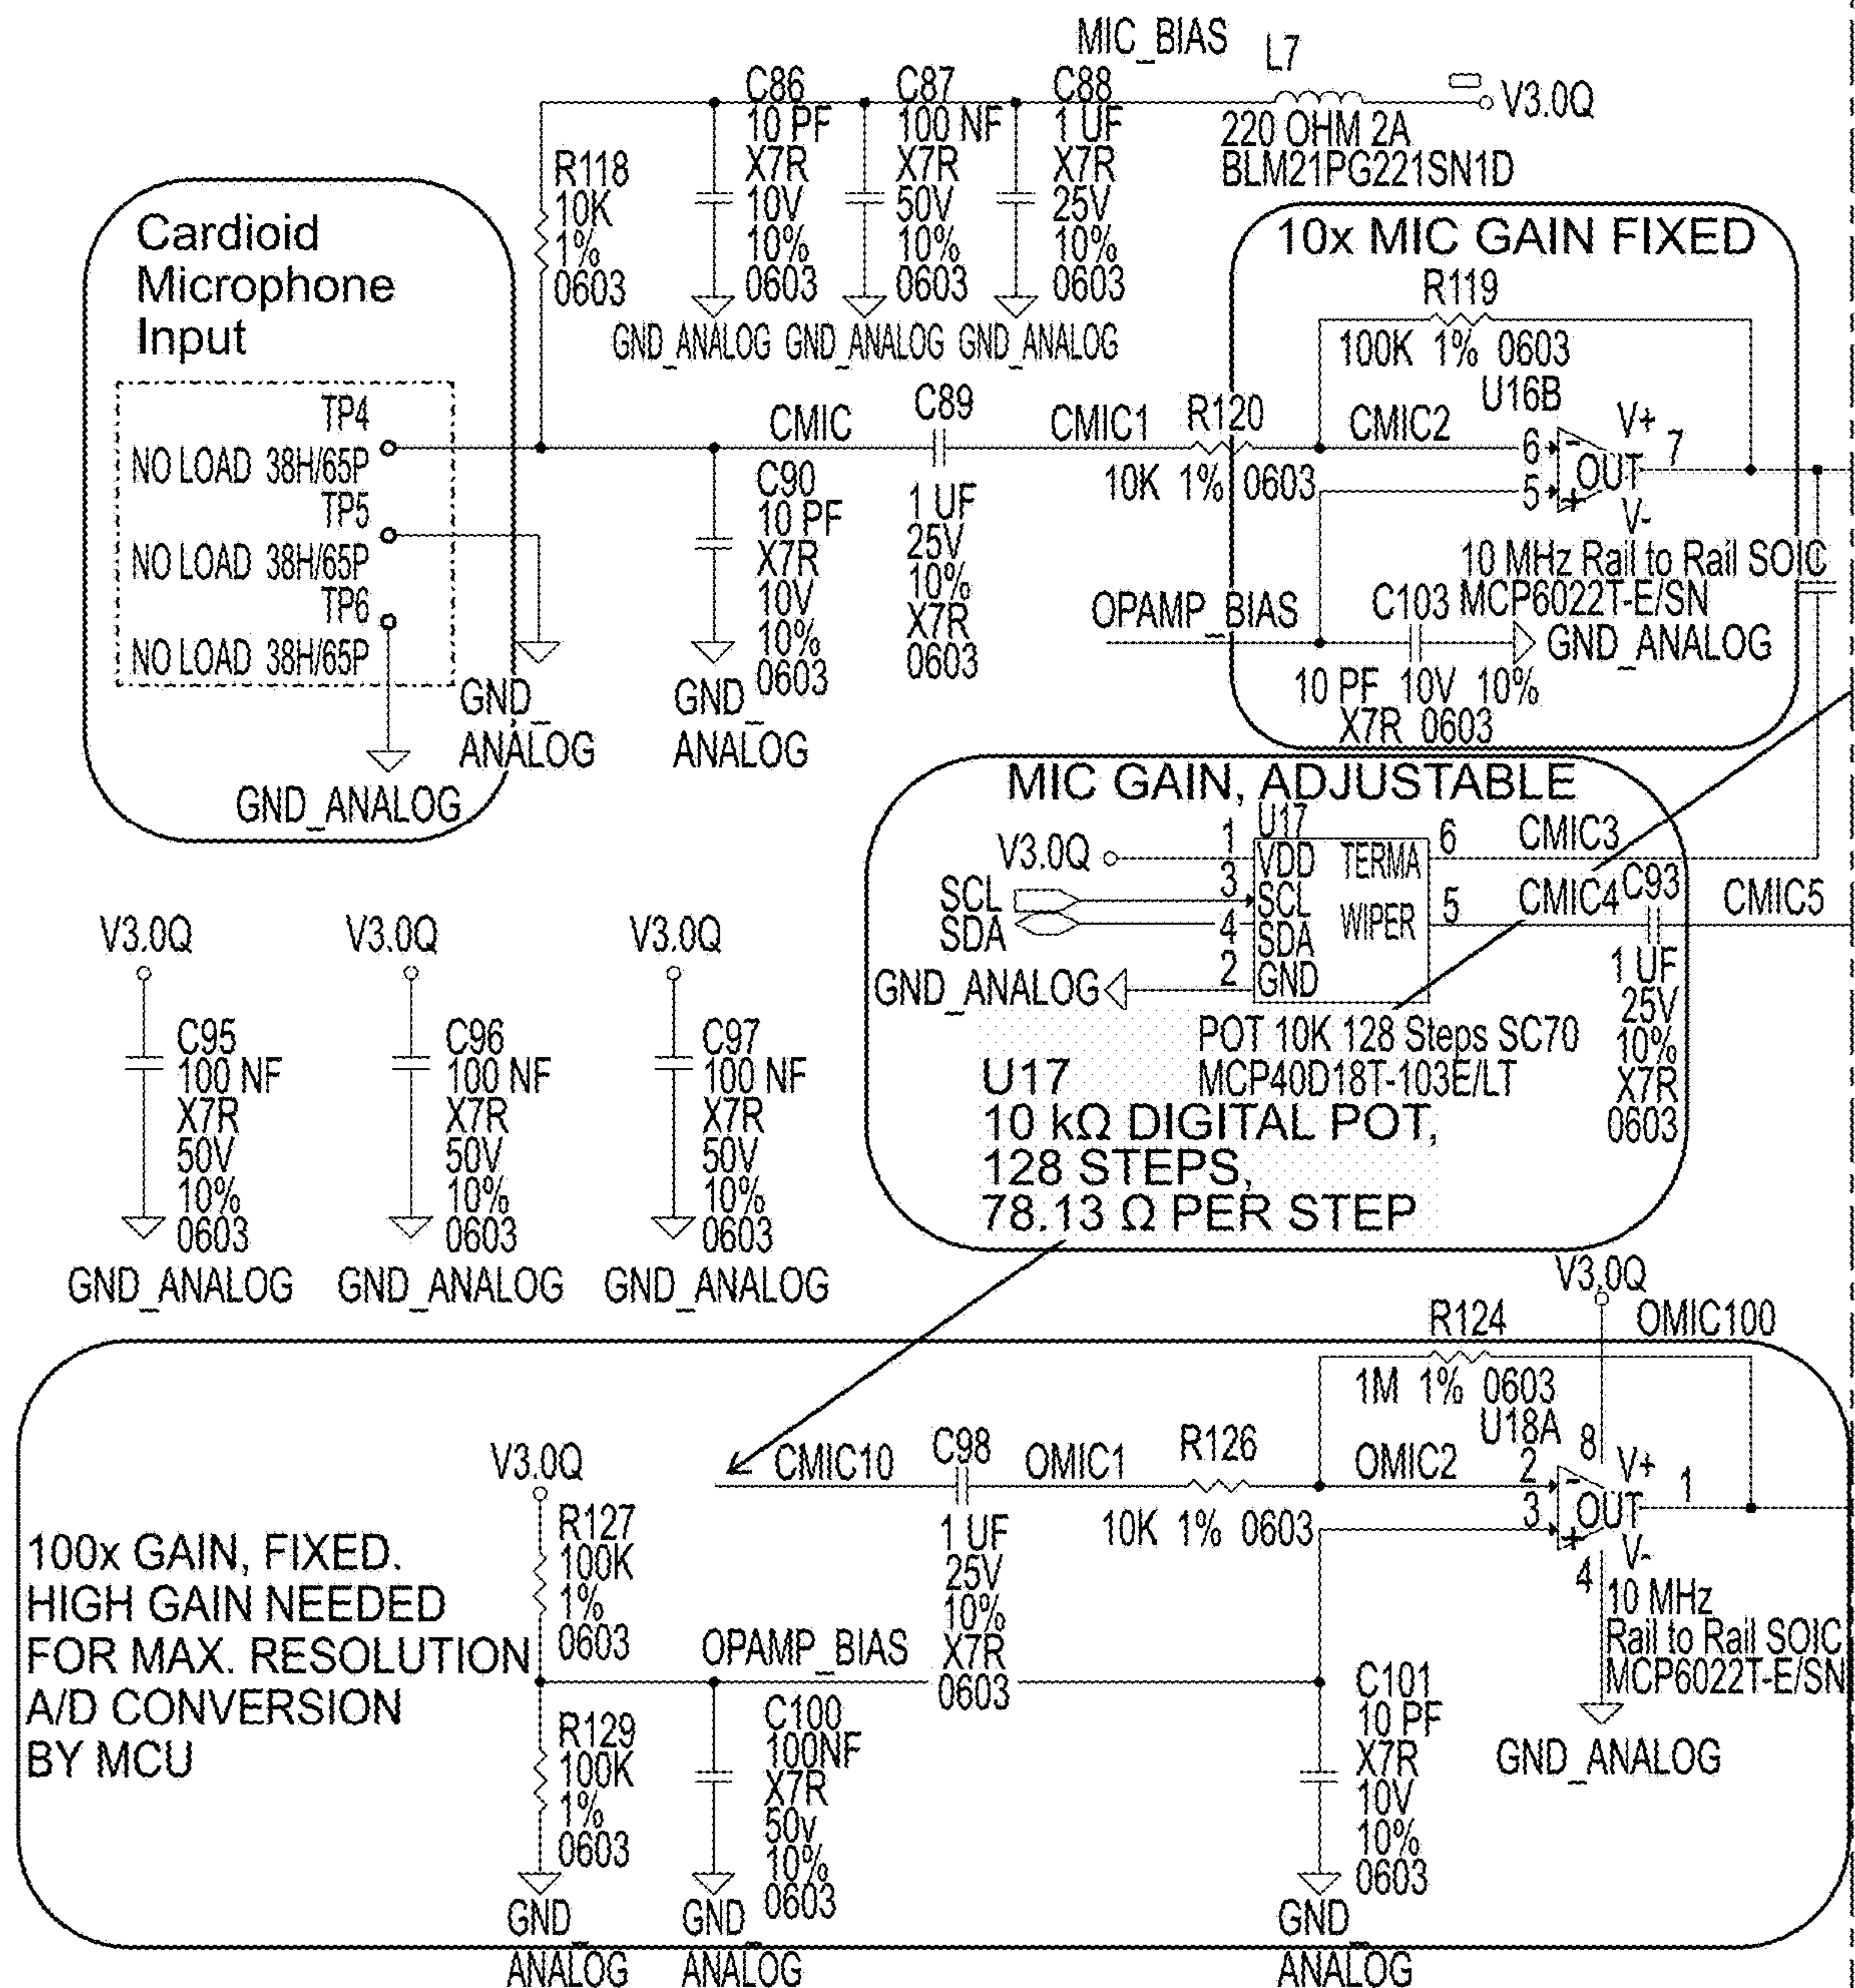 MIC_BIAS
L7
V3.0Q
220 OHM 2A
BLM21PG221SN1D
C86
10 PF
X7R
10V
10%
0603
GND_ANALOG
C87
100 NF
X7R
50V
10%
0603
GND_ANALOG
C88
1 UF
X7R
25V
10%
0603
GND_ANALOG
R118
10K
1%
0603
Cardioid
Microphone
Input
TP4
NO LOAD 38H/65P
TP5
NO LOAD 38H/65P
TP6
NO LOAD 38H/65P
GND_ANALOG
GND_
ANALOG
CMIC
C90
10 PF
X7R
10V
10%
0603
GND_
ANALOG
C89
1 UF
25V
10%
X7R
0603
CMIC1
R120
10K 1% 0603
10x MIC GAIN FIXED
R119
100K 1% 0603
U16B
CMIC2
6
5
-
+
OUT
V+
7
V-
10 MHz Rail to Rail SOIC
MCP6022T-E/SN
OPAMP_BIAS
C103
GND_ANALOG
10 PF 10V 10%
X7R 0603
MIC GAIN, ADJUSTABLE
U17
V3.0Q
1
VDD
TERMA
6
CMIC3
SCL
3
SCL
SDA
4
SDA
WIPER
5
CMIC4
GND_ANALOG
2
GND
C93
1 UF
25V
10%
X7R
0603
CMIC5
POT 10K 128 Steps SC70
MCP40D18T-103E/LT
U17
10 kΩ DIGITAL POT,
128 STEPS,
78.13 Ω PER STEP
V3.0Q
C95
100 NF
X7R
50V
10%
0603
GND_ANALOG
V3.0Q
C96
100 NF
X7R
50V
10%
0603
GND_ANALOG
V3.0Q
C97
100 NF
X7R
50V
10%
0603
GND_ANALOG
V3.0Q
R124
OMIC100
1M 1% 0603
U18A
8
CMIC10
C98
1 UF
25V
10%
X7R
0603
OMIC1
R126
10K 1% 0603
OMIC2
2
3
-
+
OUT
V+
1
V-
4
10 MHz
Rail to Rail SOIC
MCP6022T-E/SN
GND_ANALOG
100x GAIN, FIXED.
HIGH GAIN NEEDED
FOR MAX. RESOLUTION
A/D CONVERSION
BY MCU
V3.0Q
R127
100K
1%
0603
OPAMP_BIAS
R129
100K
1%
0603
GND_
ANALOG
C100
100NF
X7R
50v
10%
0603
GND_
ANALOG
C101
10 PF
X7R
10V
10%
0603
GND_
ANALOG